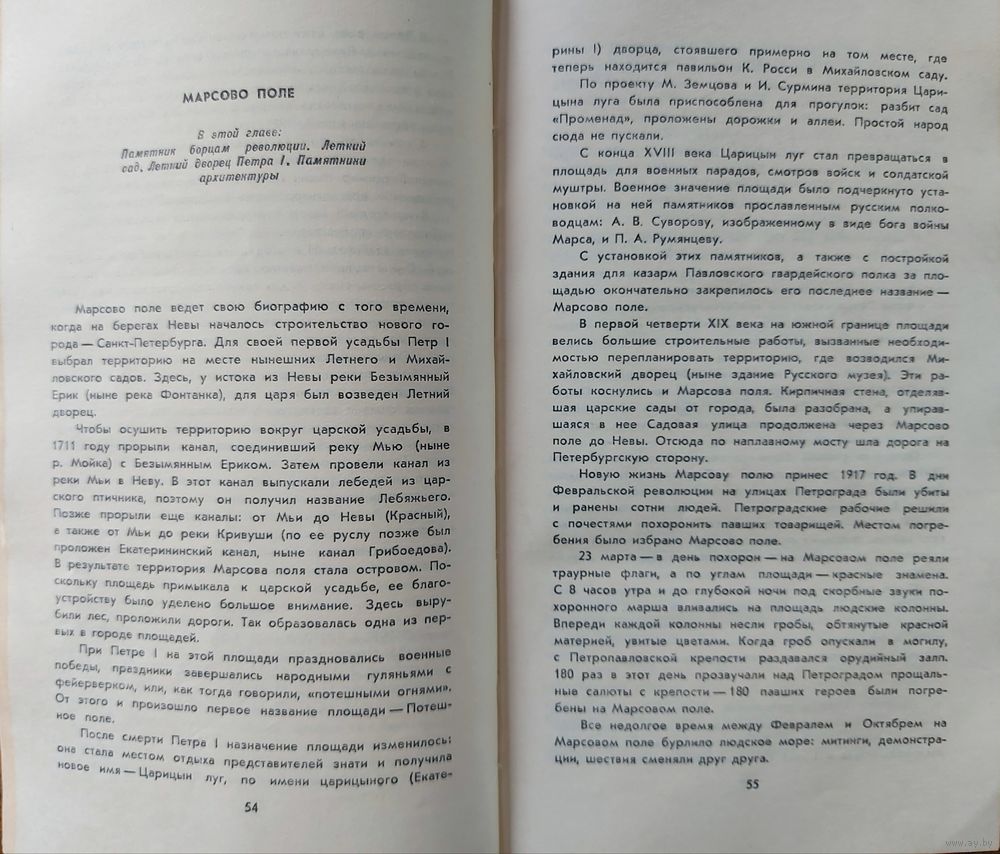 МАРСОВО ПОЛЕ
В этой главе:
Памятник борцам революции. Летний
сад. Летний дворец Петра I. Памятники
архитектуры
Марсово поле ведет свою биографию с того времени,
когда на берегах Невы началось строительство нового го-
рода — Санкт-Петербурга. Для своей первой усадьбы Петр I
выбрал территорию на месте нынешних Летнего и Михай-
ловского садов. Здесь, у истока из Невы реки Безымянный
Ерик (ныне река Фонтанка), для царя был возведен Летний
дворец.
Чтобы осушить территорию вокруг царской усадьбы, в
1711 году прорыли канал, соединивший реку Мью (ныне
р. Мойка) с Безымянным Ериком. Затем провели канал из
реки Мьи в Неву. В этот канал выпускали лебедей из цар-
ского птичника, поэтому он получил название Лебяжьего.
Позже прорыли еще каналы: от Мьи до Невы (Красный),
а также от Мьи до реки Кривуши (по ее руслу позже был
проложен Екатерининский канал, ныне канал Грибоедова).
В результате территория Марсова поля стала островом. По-
скольку площадь примыкала к царской усадьбе, ее благо-
устройству было уделено большое внимание. Здесь выру-
били лес, проложили дороги. Так образовалась одна из пер-
вых в городе площадей.
При Петре I на этой площади праздновались военные
победы, праздники завершались народными гуляньями с
фейерверком, или, как тогда говорили, «потешными огнями».
От этого и произошло первое название площади — Потеш-
ное поле.
После смерти Петра I назначение площади изменилось:
она стала местом отдыха представителей знати и получила
новое имя — Царицын луг, по имени царицыного (Екате-
54
рины I) дворца, стоявшего примерно на том месте, где
теперь находится павильон К. Росси в Михайловском саду.
По проекту М. Земцова и И. Сурмина территория Цари-
цына луга была приспособлена для прогулок: разбит сад
«Променад», проложены дорожки и аллеи. Простой народ
сюда не пускали.
С конца XVIII века Царицын луг стал превращаться в
площадь для военных парадов, смотров войск и солдатской
муштры. Военное значение площади было подчеркнуто уста-
новкой на ней памятников прославленным русским полко-
водцам: А. В. Суворову, изображенному в виде бога войны
Марса, и П. А. Румянцеву.
С установкой этих памятников, а также с постройкой
здания для казарм Павловского гвардейского полка за пло-
щадью окончательно закрепилось его последнее название —
Марсово поле.
В первой четверти XIX века на южной границе площади
велись большие строительные работы, вызванные необхо-
димостью перепланировать территорию, где возводился Ми-
хайловский дворец (ныне здание Русского музея). Эти ра-
боты коснулись и Марсова поля. Кирпичная стена, отделяв-
шая царские сады от города, была разобрана, а упирав-
шаяся в нее Садовая улица продолжена через Марсово
поле до Невы. Отсюда по наплавному мосту шла дорога на
Петербургскую сторону.
Новую жизнь Марсову полю принес 1917 год. В дни
Февральской революции на улицах Петрограда были убиты
и ранены сотни людей. Петроградские рабочие решили
с почестями похоронить павших товарищей. Местом погре-
бения было избрано Марсово поле.
23 марта — в день похорон — на Марсовом поле реяли
траурные флаги, а по углам площади — красные знамена.
С 8 часов утра и до глубокой ночи под скорбные звуки по-
хоронного марша вливались на площадь людские колонны.
Впереди каждой колонны несли гробы, обтянутые красной
материей, увитые цветами. Когда гроб опускали в могилу,
с Петропавловской крепости раздавался орудийный залп.
180 раз в этот день прозвучали над Петроградом прощаль-
ные салюты с крепости — 180 павших героев были погре-
бены на Марсовом поле.
Все недолгое время между Февралем и Октябрем на
Марсовом поле бурлило людское море: митинги, демонстра-
ции, шествия сменяли друг друга.
55
www.ay.by